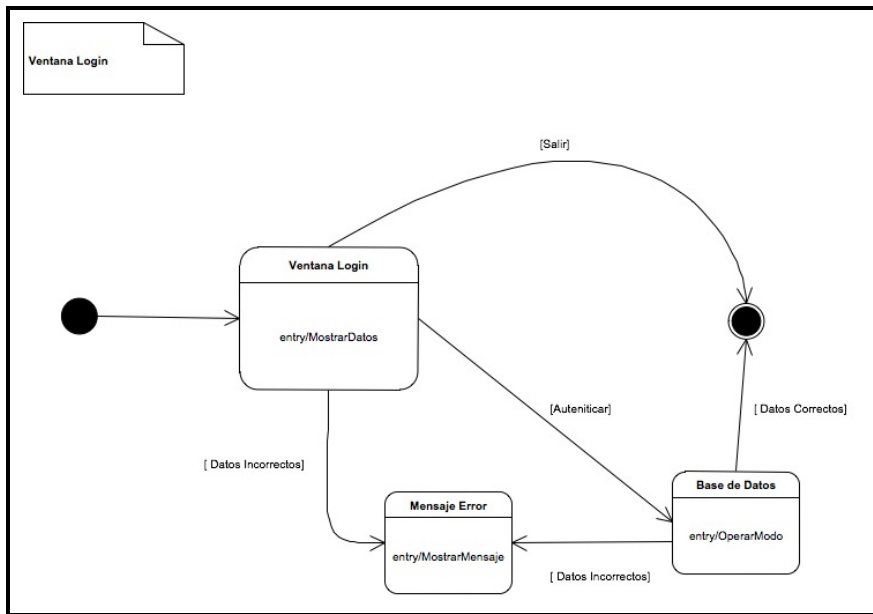 Ventana Login
[Salir]
Ventana Login
entry/MostrarDatos
[Auteniticar]
[ Datos Correctos]
[ Datos Incorrectos]
Base de Datos
Mensaje Error
entry/OperarModo
entry/MostrarMensaje
[ Datos Incorrectos]